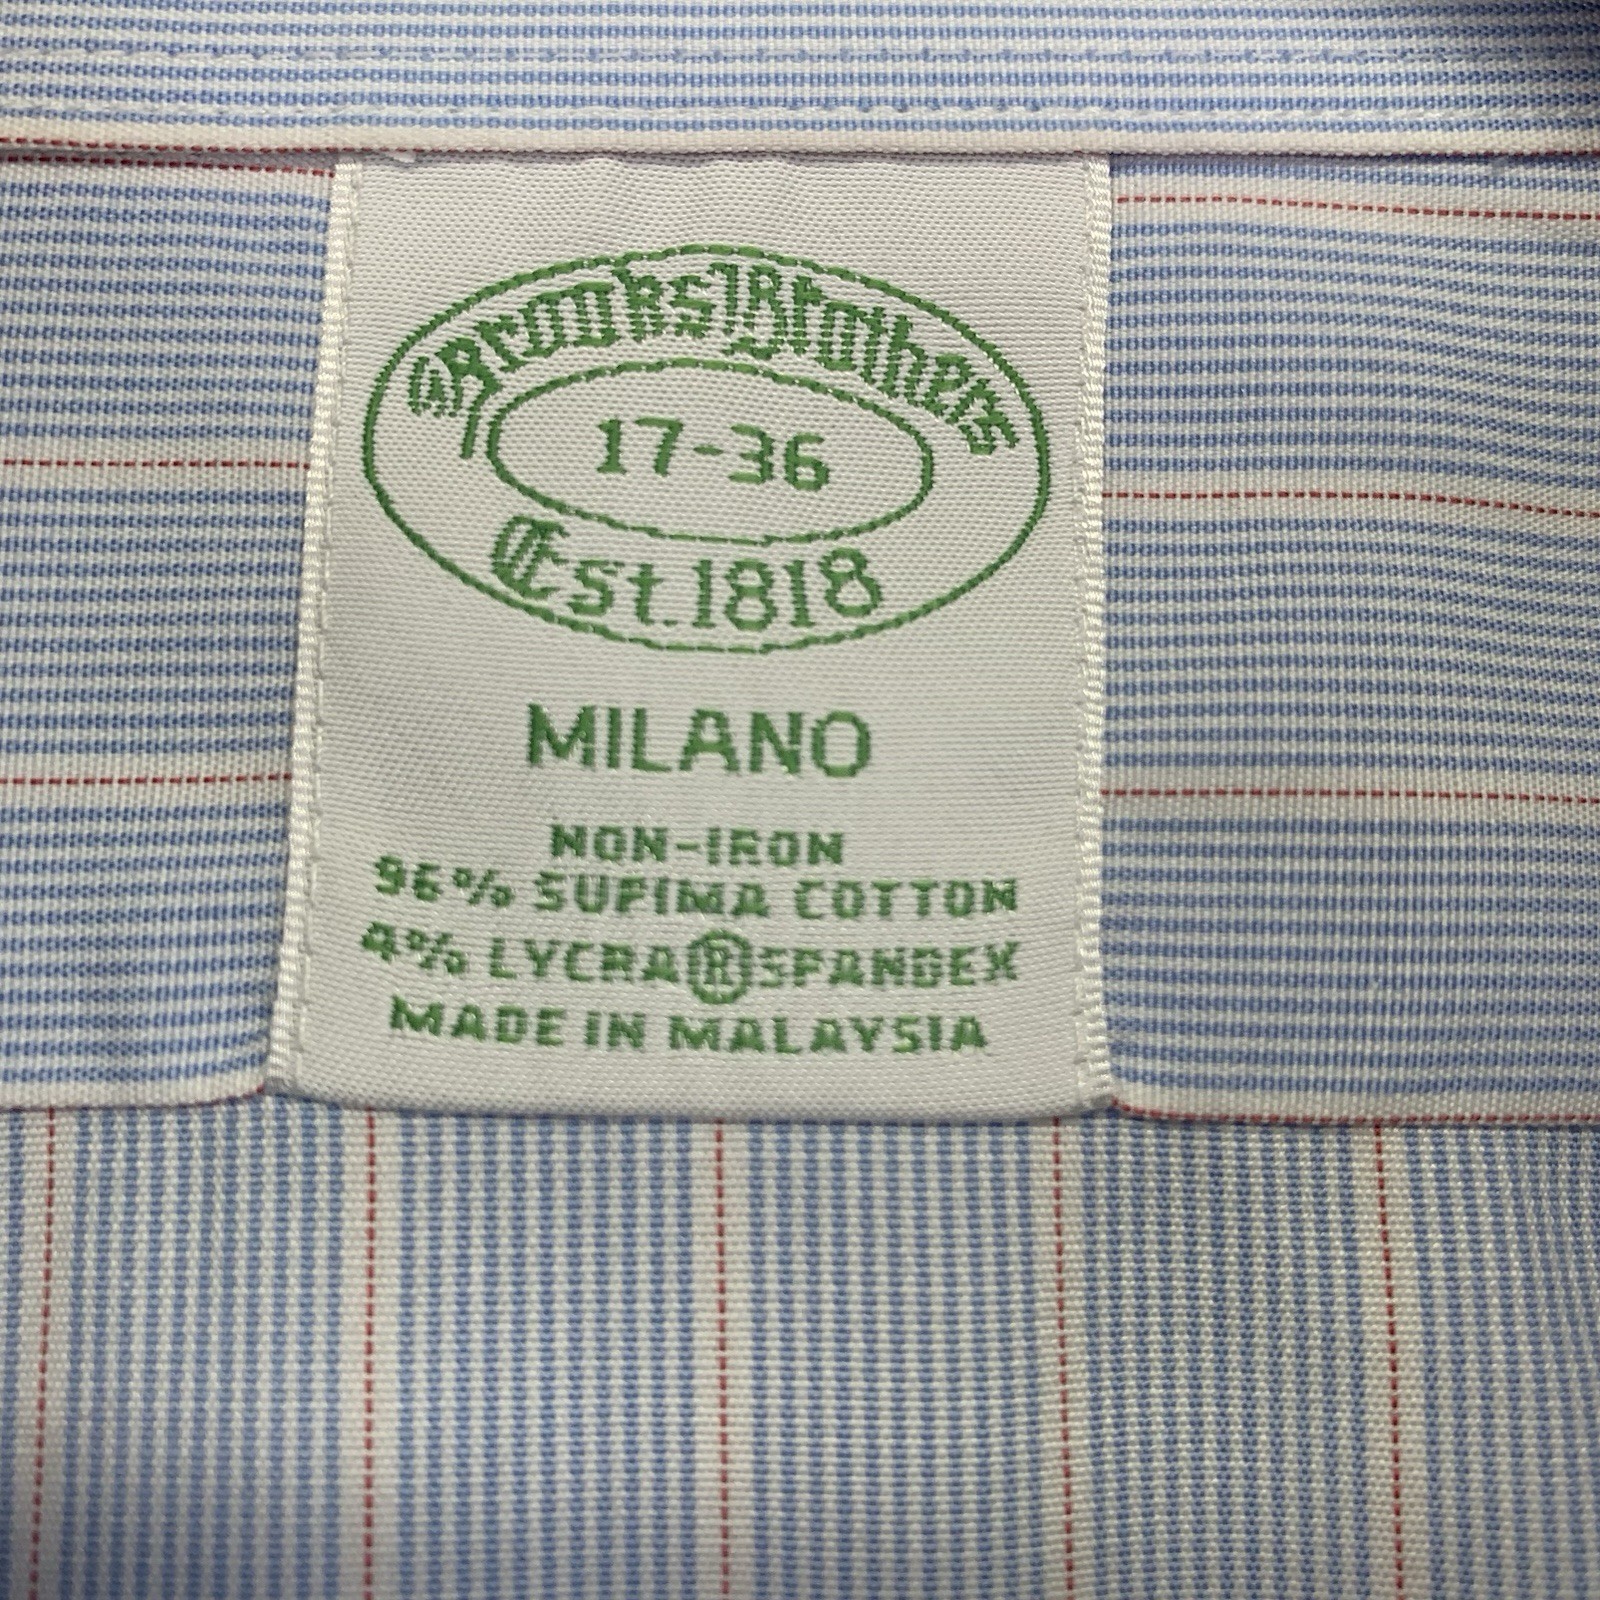 Brooks Brothers
17-36
Est. 1818
MILANO
NON-IRON
96% SUPIMA COTTON
4% LYCRA®SPANDEX
MADE IN MALAYSIA